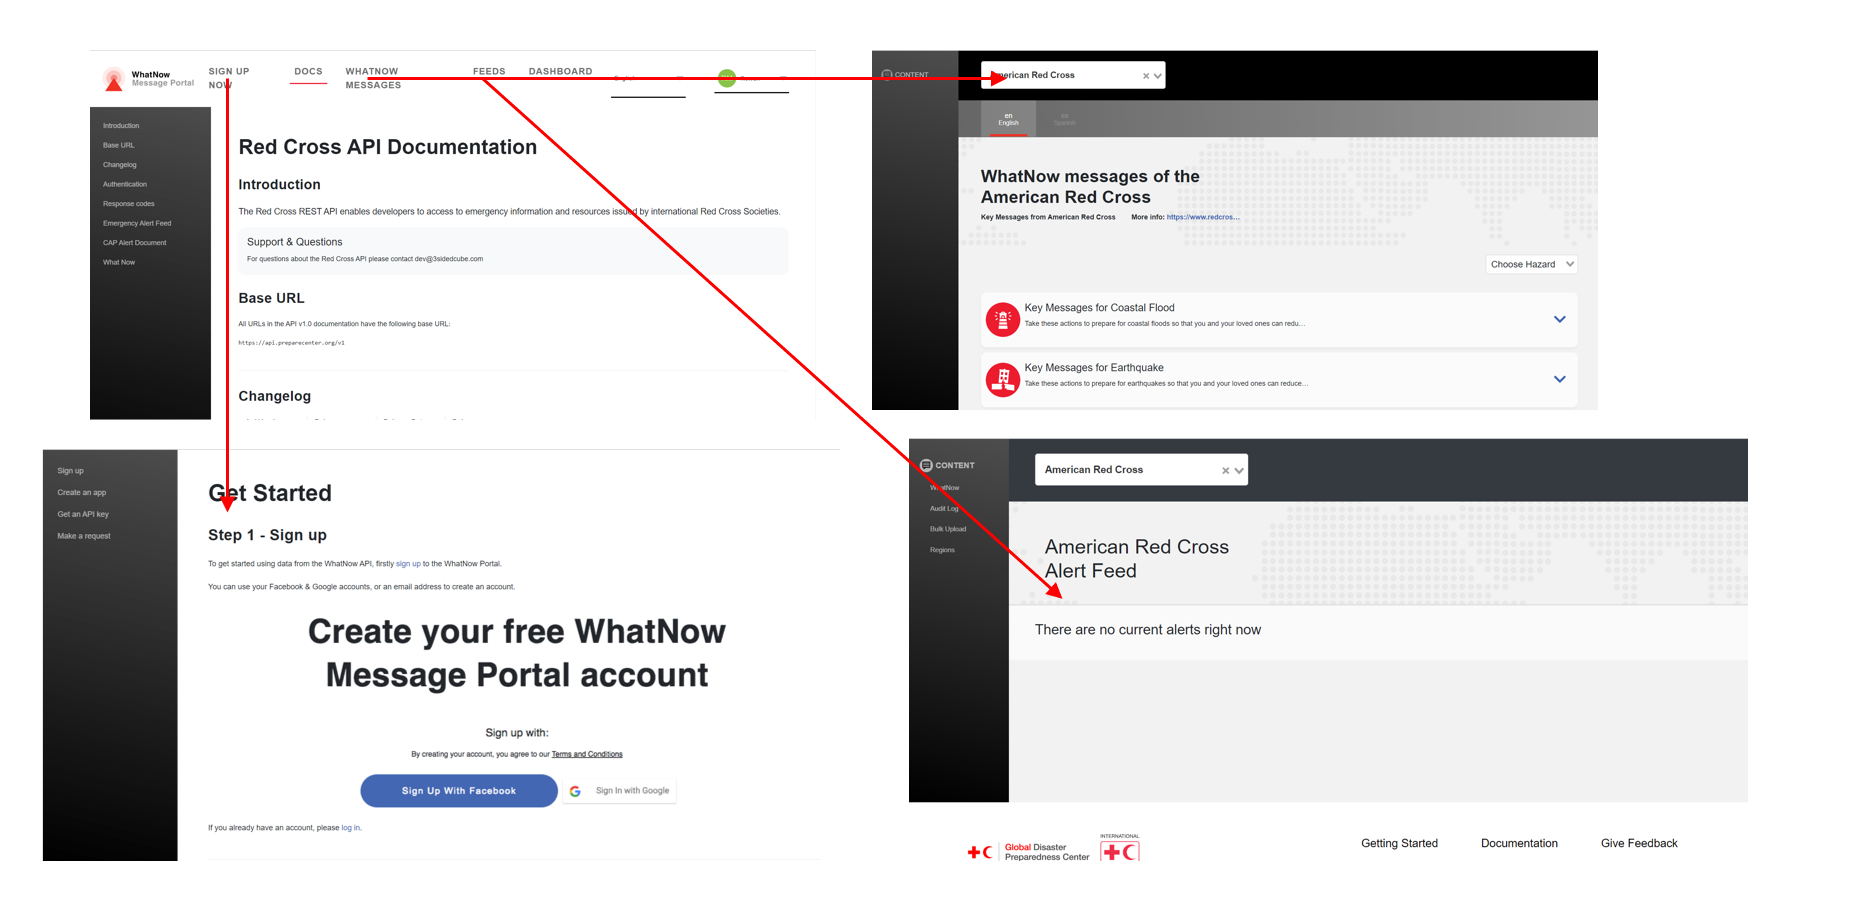 WhatNow
Message Portal
SIGN UP
NOW
DOCS
WHATNOW
MESSAGES
FEEDS
DASHBOARD
Introduction
Base URL
Changelog
Authentication
Response codes
Emergency Alert Feed
CAP Alert Document
What Now
Red Cross API Documentation
Introduction
The Red Cross REST API enables developers to access to emergency information and resources issued by international Red Cross Societies.
Support & Questions
For questions about the Red Cross API please contact dev@3sidedcube.com
Base URL
All URLs in the API v1.0 documentation have the following base URL:
https://api.preparecenter.org/v1
Changelog
CONTENT
American Red Cross
en
English
es
Spanish
WhatNow messages of the
American Red Cross
Key Messages from American Red Cross More info: https://www.redcros...
Choose Hazard
Key Messages for Coastal Flood
Take these actions to prepare for coastal floods so that you and your loved ones can redu...
Key Messages for Earthquake
Take these actions to prepare for earthquakes so that you and your loved ones can reduce...
Sign up
Create an app
Get an API key
Make a request
Get Started
Step 1 - Sign up
To get started using data from the WhatNow API, firstly sign up to the WhatNow Portal.
You can use your Facebook & Google accounts, or an email address to create an account.
Create your free WhatNow
Message Portal account
Sign up with:
By creating your account, you agree to our Terms and Conditions
Sign Up With Facebook
Sign In with Google
If you already have an account, please log in.
CONTENT
WhatNow
Audit Log
Bulk Upload
Regions
American Red Cross
American Red Cross
Alert Feed
There are no current alerts right now
Global Disaster
Preparedness Center
INTERNATIONAL
Getting Started
Documentation
Give Feedback